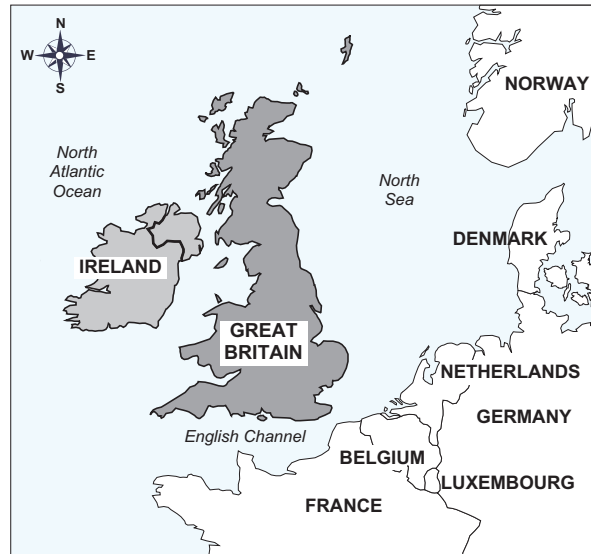 N
W E
S
NORWAY
North
Atlantic
Ocean
North
Sea
DENMARK
IRELAND
GREAT
BRITAIN
NETHERLANDS
GERMANY
English Channel
BELGIUM
LUXEMBOURG
FRANCE